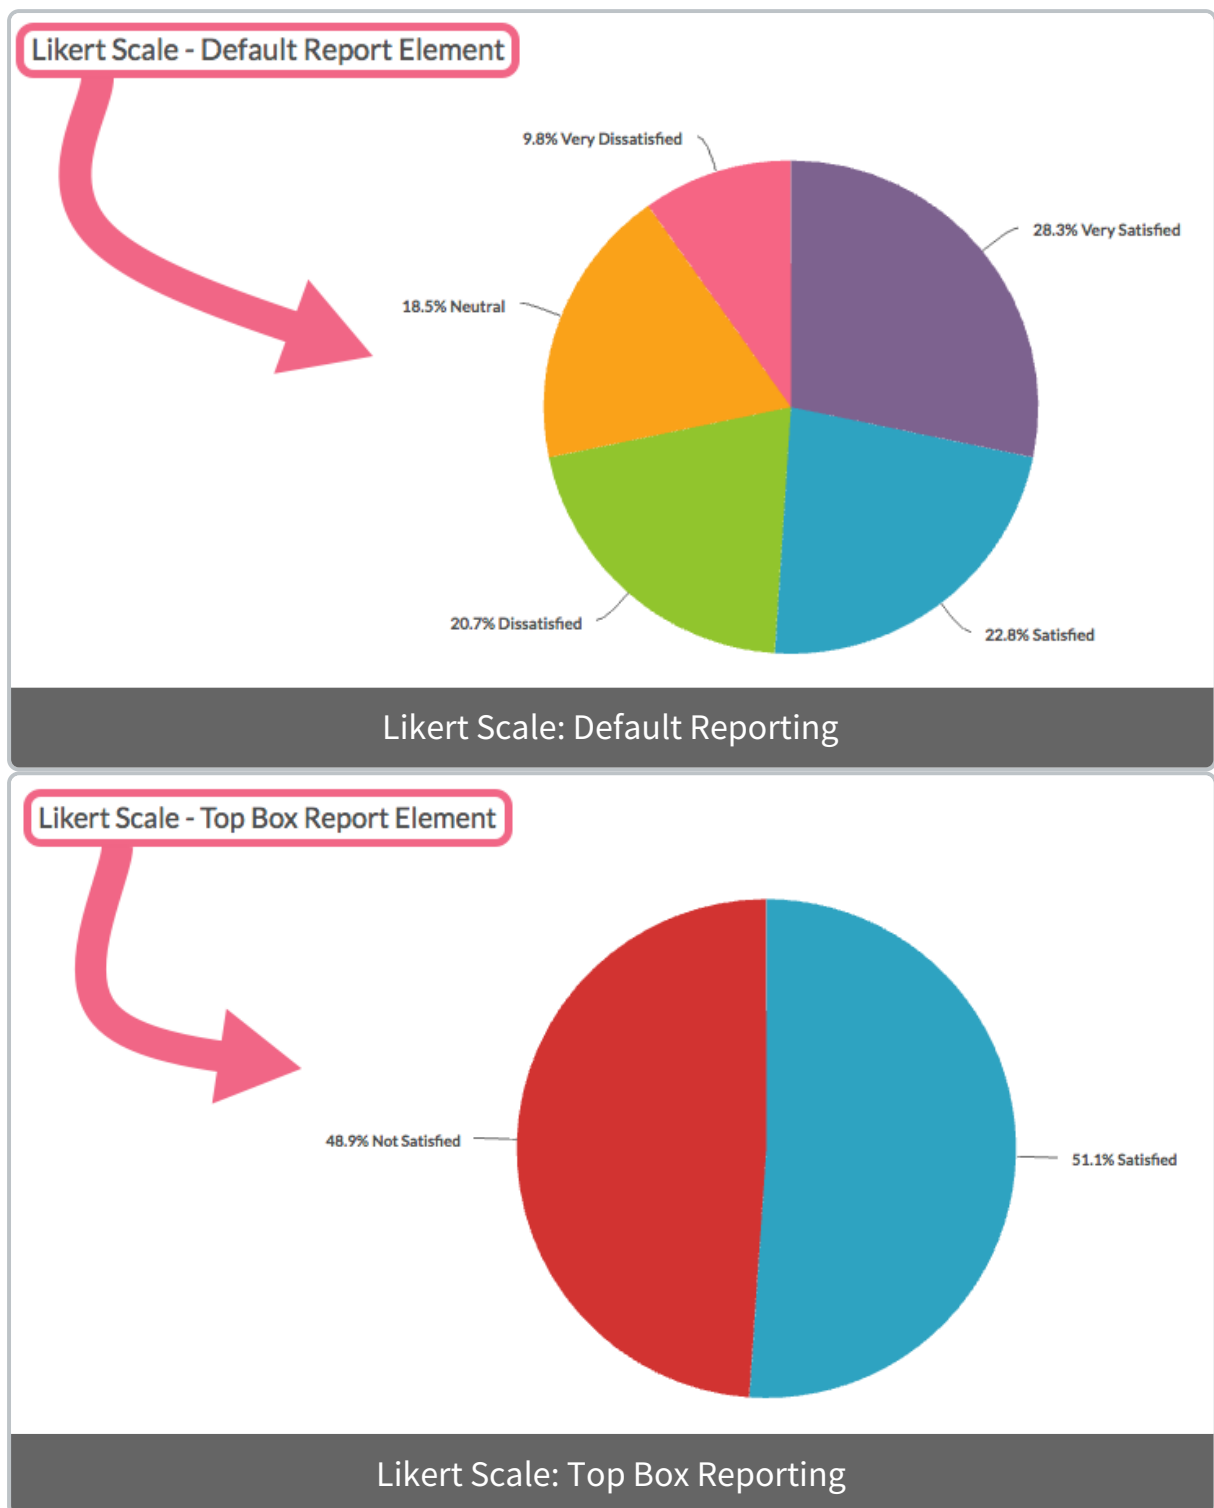 Likert Scale - Default Report Element
9.8% Very Dissatisfied
28.3% Very Satisfied
18.5% Neutral
20.7% Dissatisfied
22.8% Satisfied
Likert Scale: Default Reporting
Likert Scale - Top Box Report Element
48.9% Not Satisfied
51.1% Satisfied
Likert Scale: Top Box Reporting